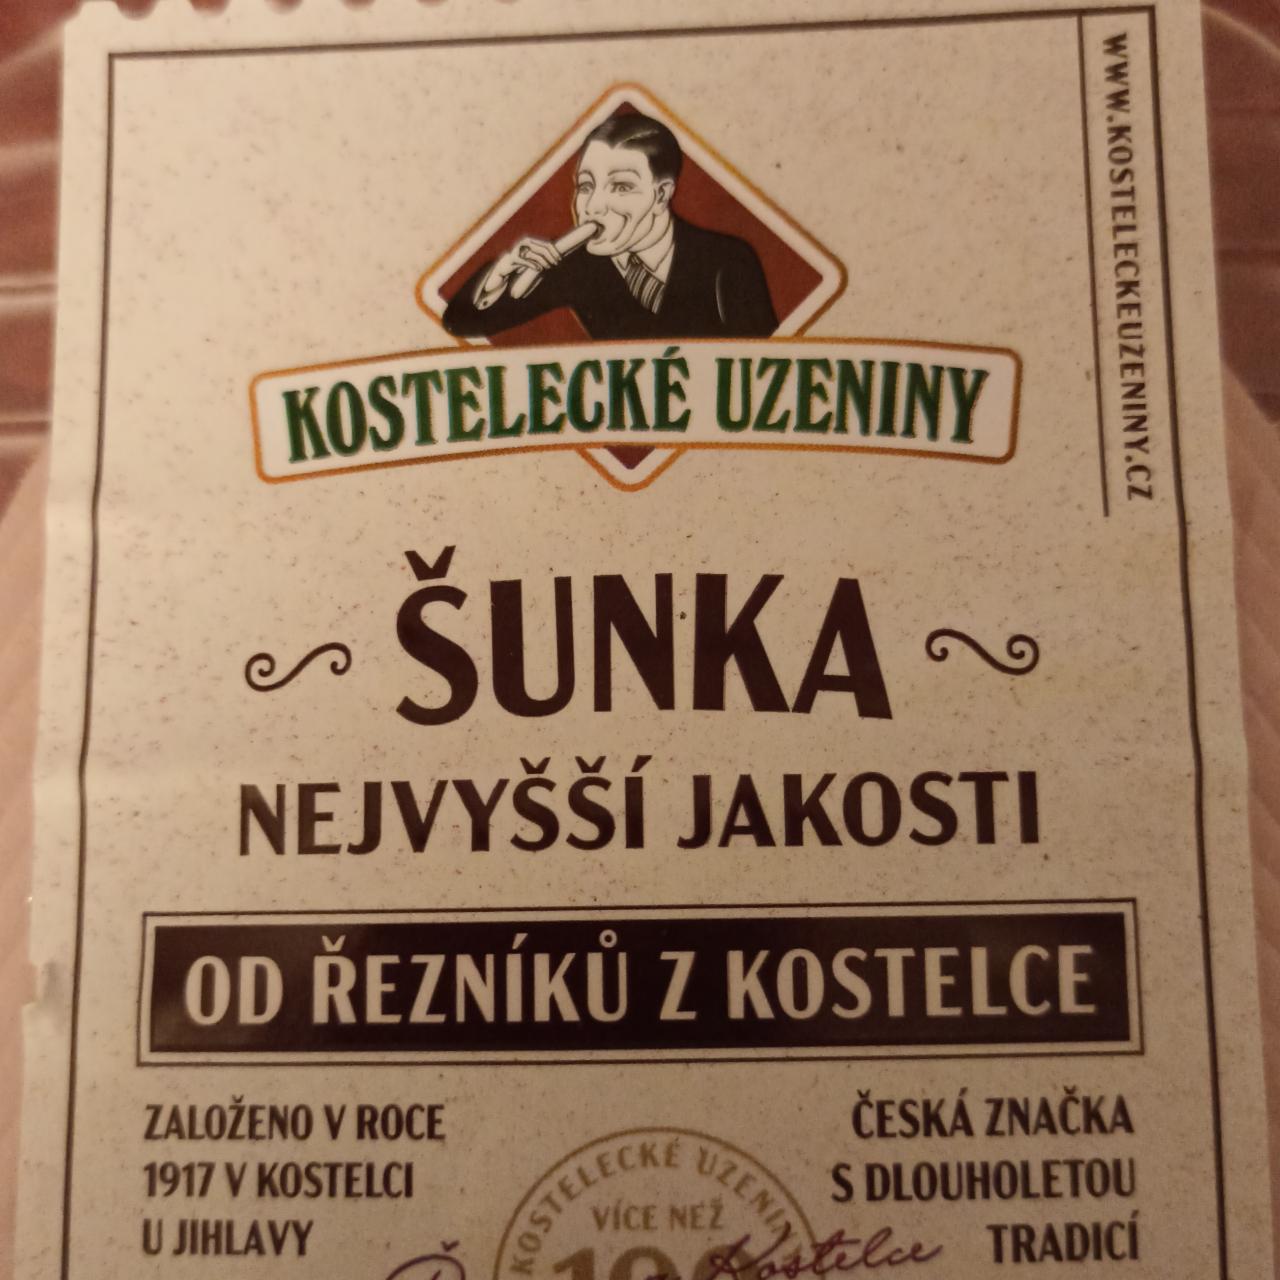 WWW.KOSTELECKEUZENINY.CZ
KOSTELECKÉ UZENINY
ŠUNKA
NEJVYŠŠÍ JAKOSTI
OD ŘEZNÍKŮ Z KOSTELCE
ZALOŽENO V ROCE
1917 V KOSTELCI
U JIHLAVY
ČESKÁ ZNAČKA
S DLOUHOLETOU
TRADICÍ
KOSTELECKÉ UZENINY
VÍCE NEŽ
Kostelce